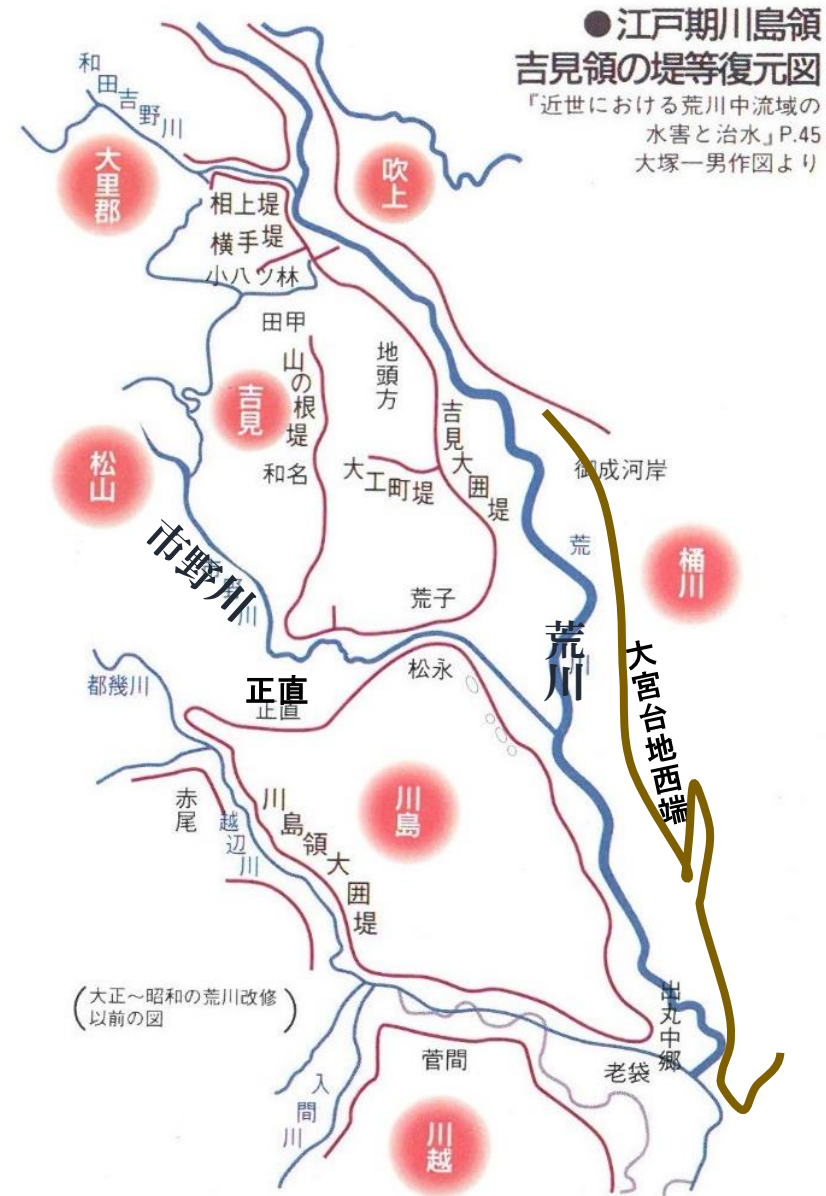 ●江戸期川島領
吉見領の堤等復元図
『近世における荒川中流域の
水害と治水』P.45
大塚一男作図より
和田吉野川
大里郡
吹上
相上堤
横手堤
小八ツ林
田甲
山の根堤
地頭方
吉見
吉見大囲堤
松山
和名
大工町堤
御成河岸
荒川
桶川
市野川
荒子
荒川
大宮台地西端
都幾川
正直
正直
松永
川島
赤尾
越辺川
川島領大囲堤
(大正〜昭和の荒川改修
以前の図)
出丸中郷
菅間
老袋
入間川
川越